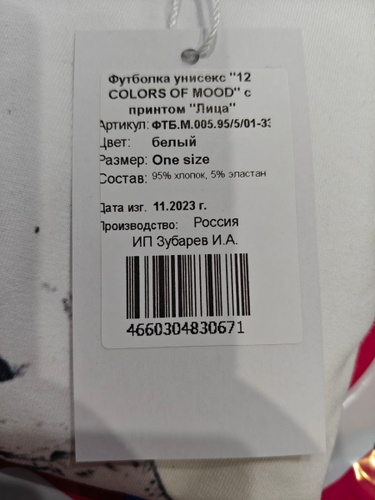 Футболка унисекс "12
COLORS OF MOOD" с
принтом "Лица"
Артикул: ФТБ.М.005.95/5/01-33
Цвет: белый
Размер: One size
Состав: 95% хлопок, 5% эластан
Дата изг. 11.2023 г.
Производство: Россия
ИП Зубарев И.А.
4660304830671